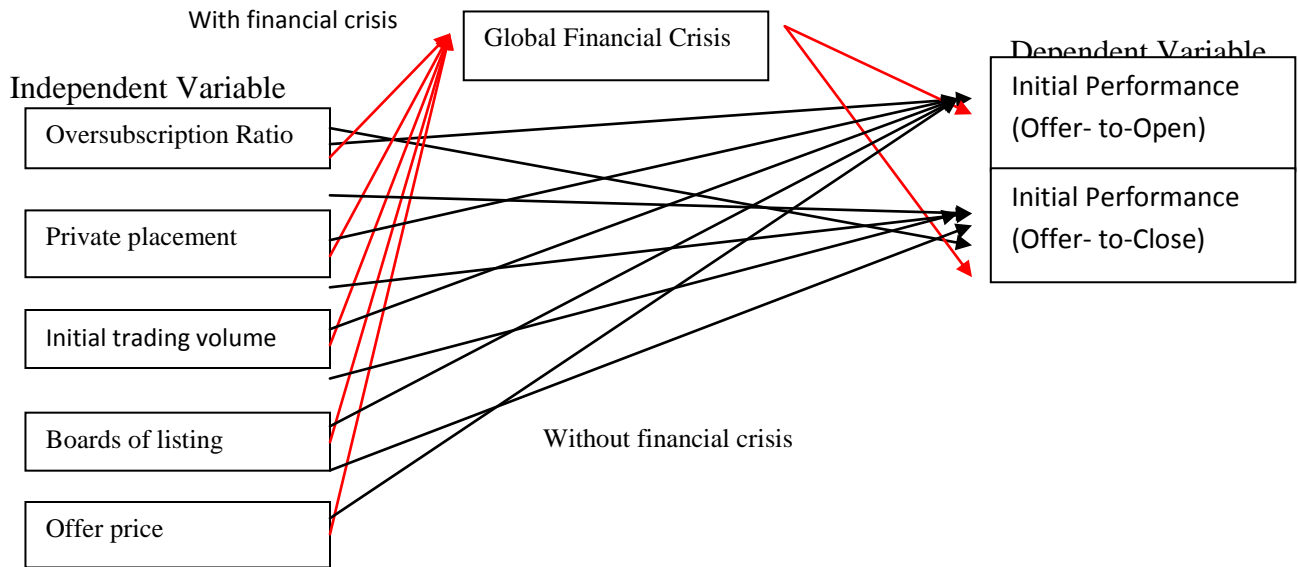 With financial crisis
Global Financial Crisis
Dependent Variable
Independent Variable
Initial Performance
(Offer- to-Open)
Oversubscription Ratio
Initial Performance
(Offer- to-Close)
Private placement
Initial trading volume
Boards of listing
Without financial crisis
Offer price